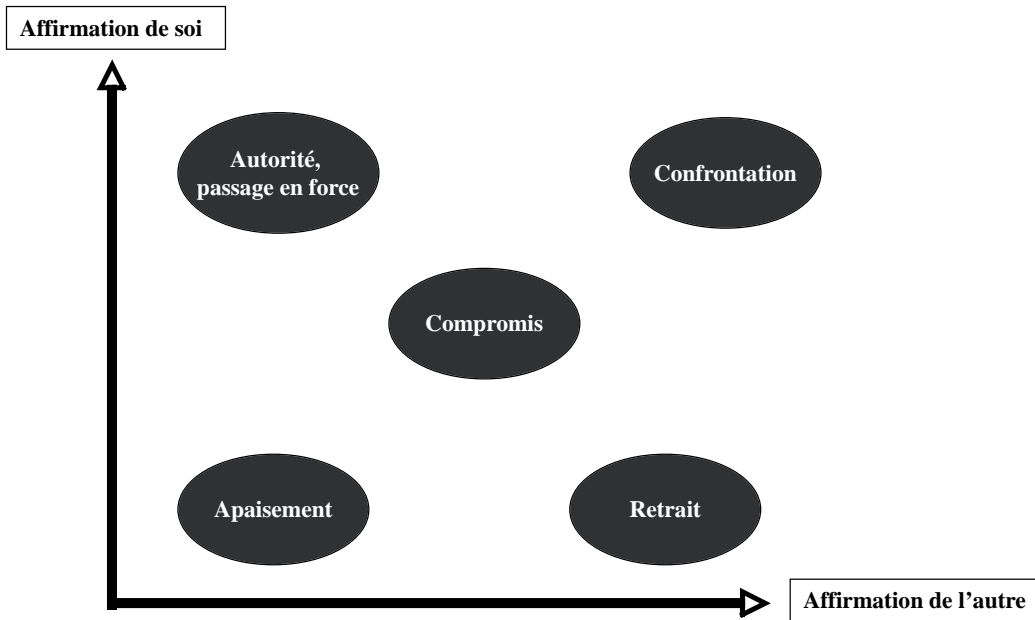 Affirmation de soi
Autorité,
passage en force
Confrontation
Compromis
Apaisement
Retrait
Affirmation de l’autre